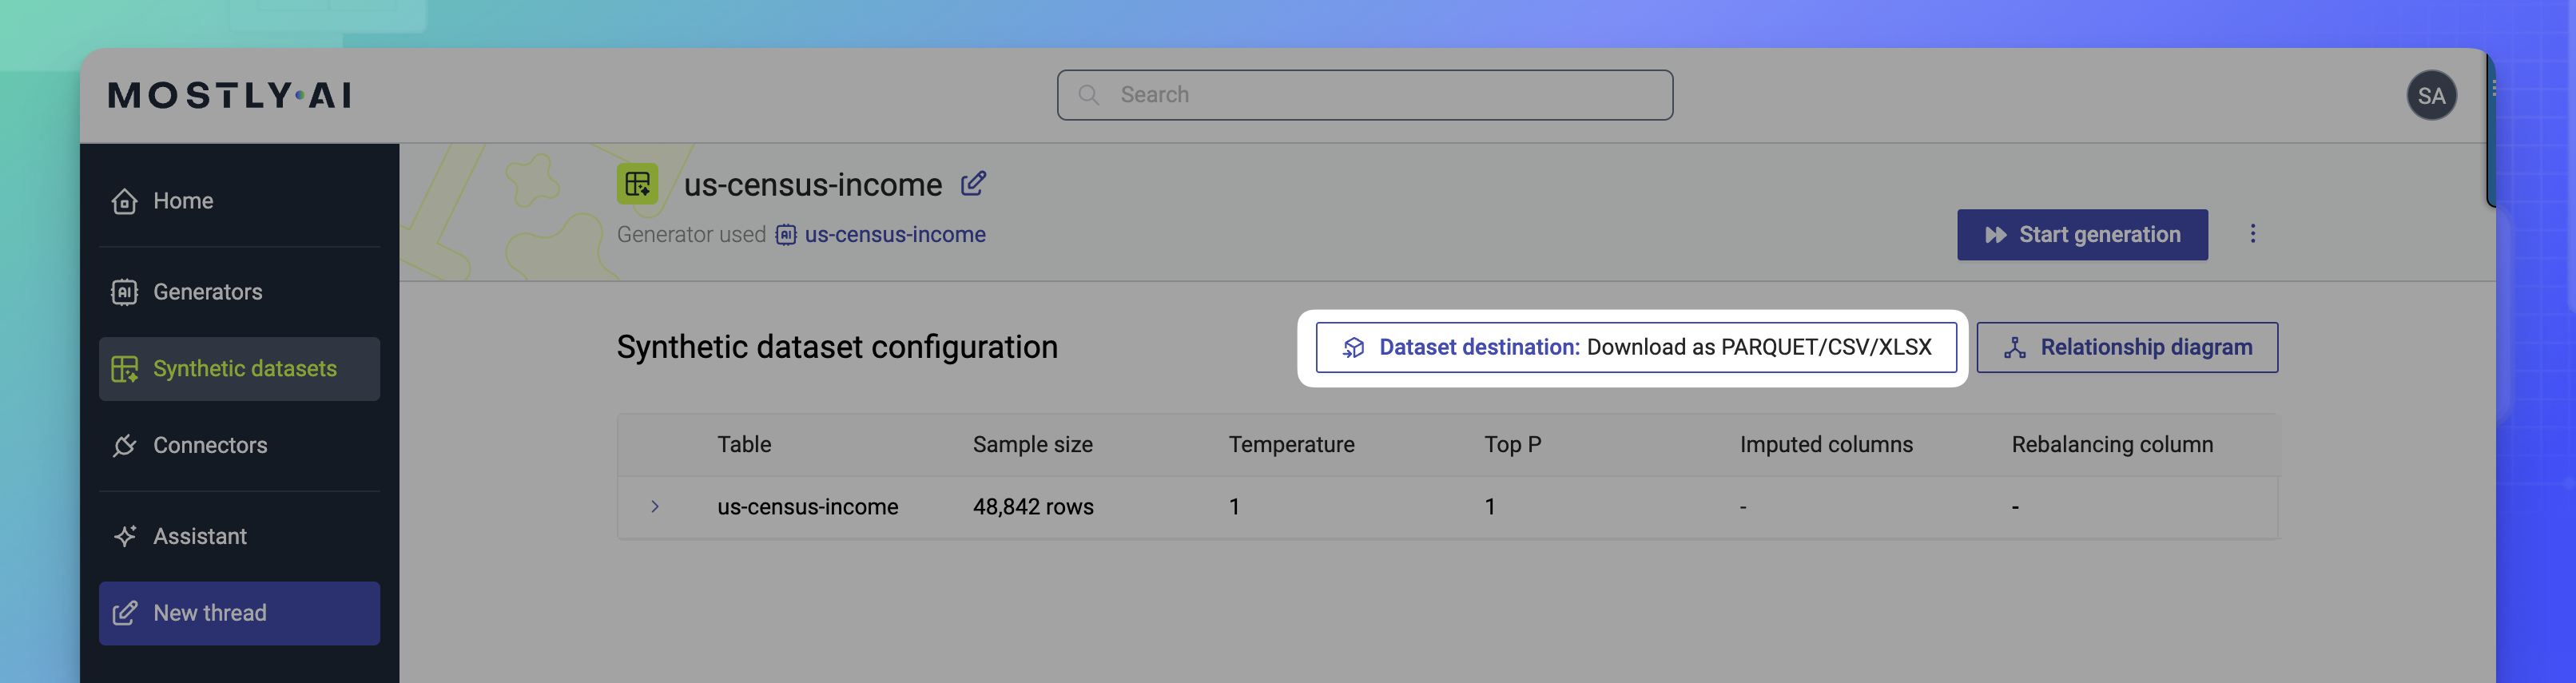 MOSTLY·AI
Search
SA
Home
Generators
Synthetic datasets
Connectors
Assistant
New thread
us-census-income
Generator used us-census-income
Start generation
Synthetic dataset configuration
Dataset destination: Download as PARQUET/CSV/XLSX
Relationship diagram
Table Sample size Temperature Top P Imputed columns Rebalancing column
us-census-income 48,842 rows 1 1 - -